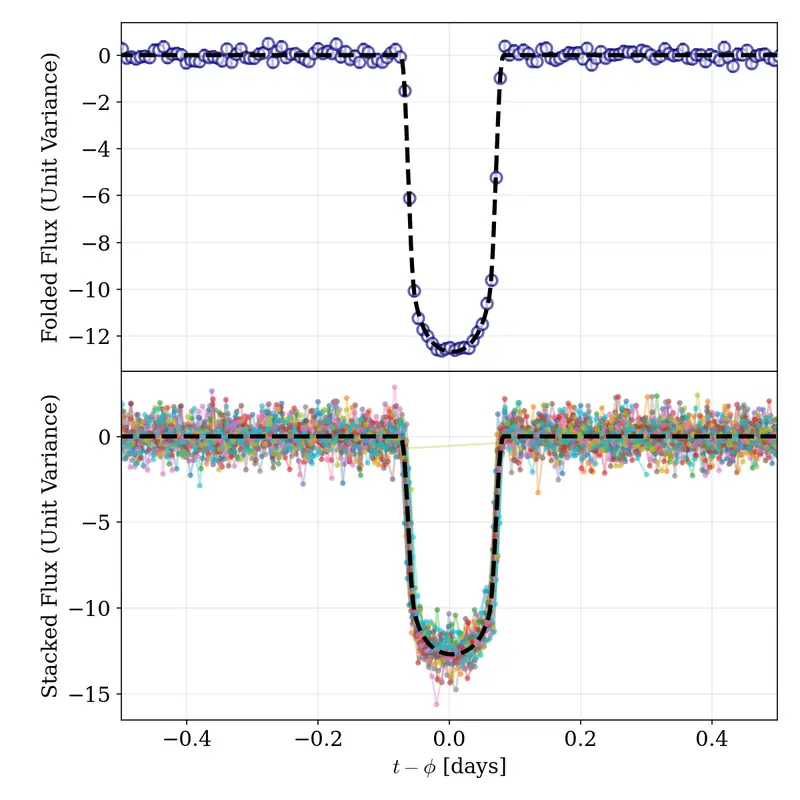 Folded Flux (Unit Variance)
0
−2
−4
−6
−8
−10
−12
Stacked Flux (Unit Variance)
0
−5
−10
−15
−0.4 −0.2 0.0 0.2 0.4
t − ϕ [days]